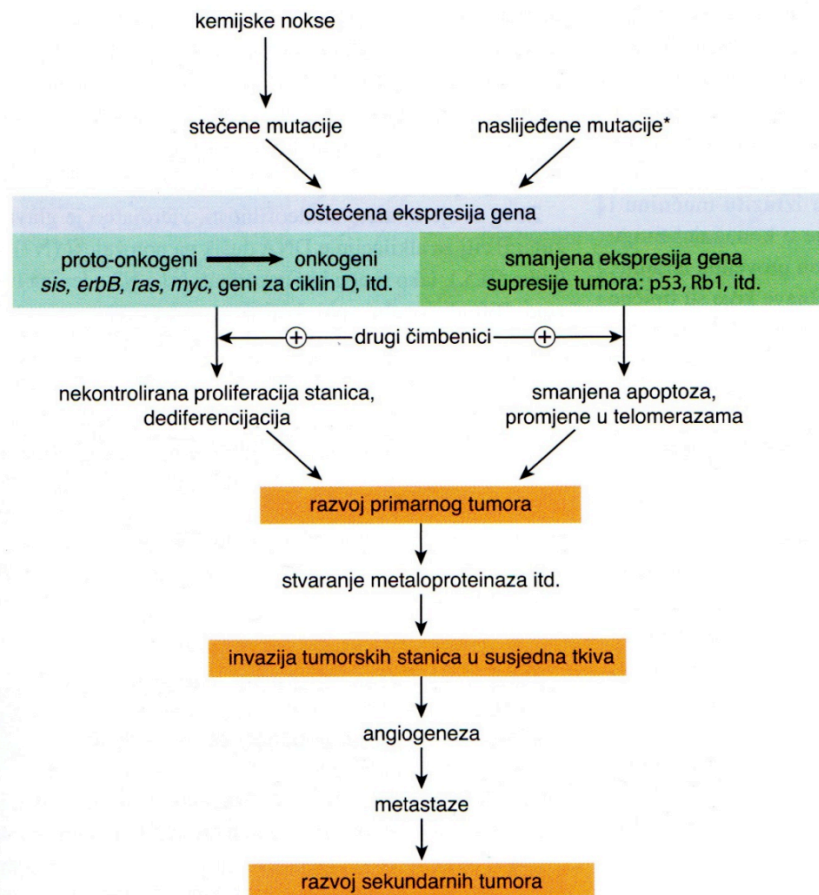 kemijske nokse
stečene mutacije
naslijeđene mutacije*
oštećena ekspresija gena
proto-onkogeni onkogeni
sis, erbB, ras, myc, geni za ciklin D, itd.
smanjena ekspresija gena
supresije tumora: p53, Rb1, itd.
+ drugi čimbenici +
nekontrolirana proliferacija stanica,
dediferencijacija
smanjena apoptoza,
promjene u telomerazama
razvoj primarnog tumora
stvaranje metaloproteinaza itd.
invazija tumorskih stanica u susjedna tkiva
angiogeneza
metastaze
razvoj sekundarnih tumora